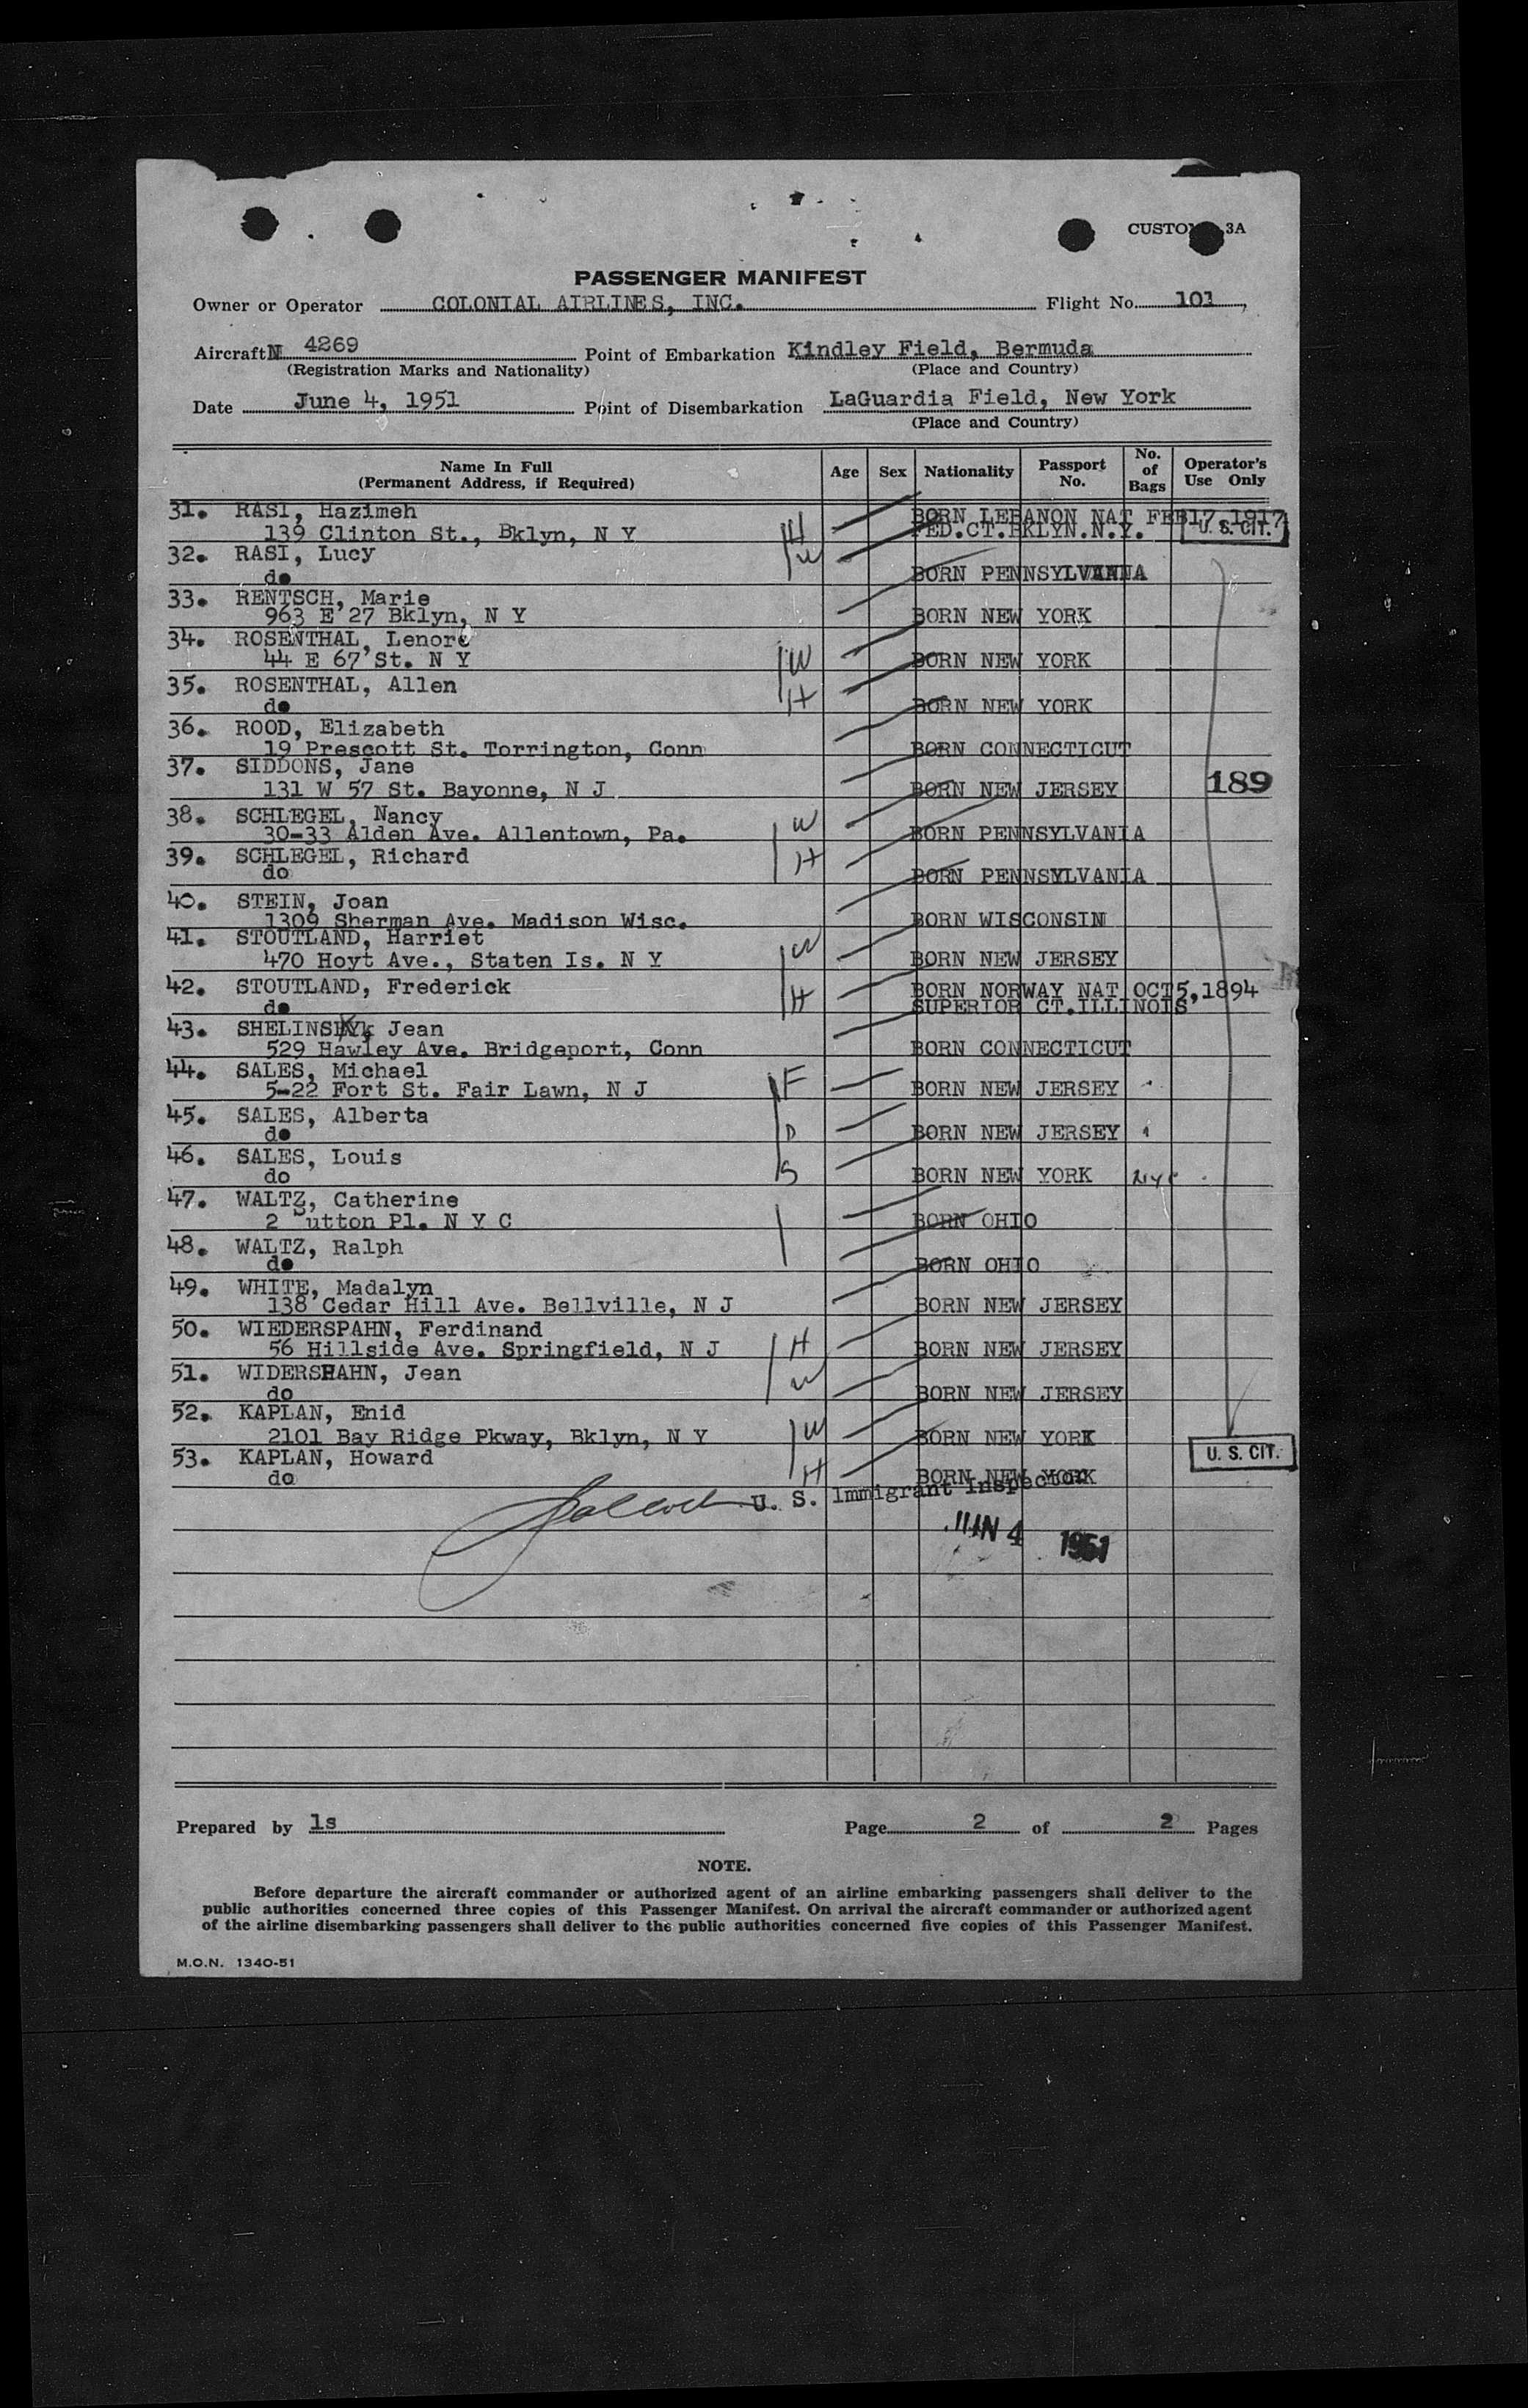 CUSTO 3A
PASSENGER MANIFEST
Owner or Operator COLONIAL AIRLINES, INC. Flight No. 101
Aircraft N 4269 Point of Embarkation Kindley Field, Bermuda
(Registration Marks and Nationality) (Place and Country)
Date June 4, 1951 Point of Disembarkation LaGuardia Field, New York
(Place and Country)
Name In Full (Permanent Address, if Required) Age Sex Nationality Passport No. No. of Bags Operator's Use Only
31. RASI, Hazimeh BORN LEBANON NAT FEB17,1917
139 Clinton St., Bklyn, N Y H FED.CT.BKLYN.N.Y. U. S. CIT.
32. RASI, Lucy W
do BORN PENNSYLVANNA
33. RENTSCH, Marie
963 E 27 Bklyn, N Y BORN NEW YORK
34. ROSENTHAL, Lenore
44 E 67 St. N Y W BORN NEW YORK
35. ROSENTHAL, Allen
do H BORN NEW YORK
36. ROOD, Elizabeth
19 Prescott St. Torrington, Conn BORN CONNECTICUT
37. SIDDONS, Jane
131 W 57 St. Bayonne, N J BORN NEW JERSEY 189
38. SCHLEGEL, Nancy
30-33 Alden Ave. Allentown, Pa. W BORN PENNSYLVANIA
39. SCHLEGEL, Richard
do H BORN PENNSYLVANIA
40. STEIN, Joan
1309 Sherman Ave. Madison Wisc. BORN WISCONSIN
41. STOUTLAND, Harriet
470 Hoyt Ave., Staten Is. N Y W BORN NEW JERSEY
42. STOUTLAND, Frederick H BORN NORWAY NAT OCT5,1894
do SUPERIOR CT.ILLINOIS
43. SHELINS Jean
529 Hawley Ave. Bridgeport, Conn BORN CONNECTICUT
44. SALES, Michael
5-22 Fort St. Fair Lawn, N J F BORN NEW JERSEY
45. SALES, Alberta
do D BORN NEW JERSEY
46. SALES, Louis
do S BORN NEW YORK NYC
47. WALTZ, Catherine
2 utton Pl. N Y C BORN OHIO
48. WALTZ, Ralph
do BORN OHIO
49. WHITE, Madalyn
138 Cedar Hill Ave. Bellville, N J BORN NEW JERSEY
50. WIEDERSPAHN, Ferdinand
56 Hillside Ave. Springfield, N J H BORN NEW JERSEY
51. WIDERSPAHN, Jean
do W BORN NEW JERSEY
52. KAPLAN, Enid
2101 Bay Ridge Pkway, Bklyn, N Y W BORN NEW YORK
53. KAPLAN, Howard U. S. CIT.
do H BORN NEW YORK
U. S. Immigrant Inspector
JUN 4 1951
Prepared by ls Page 2 of 2 Pages
NOTE.
Before departure the aircraft commander or authorized agent of an airline embarking passengers shall deliver to the
public authorities concerned three copies of this Passenger Manifest. On arrival the aircraft commander or authorized agent
of the airline disembarking passengers shall deliver to the public authorities concerned five copies of this Passenger Manifest.
M.O.N. 1340-51